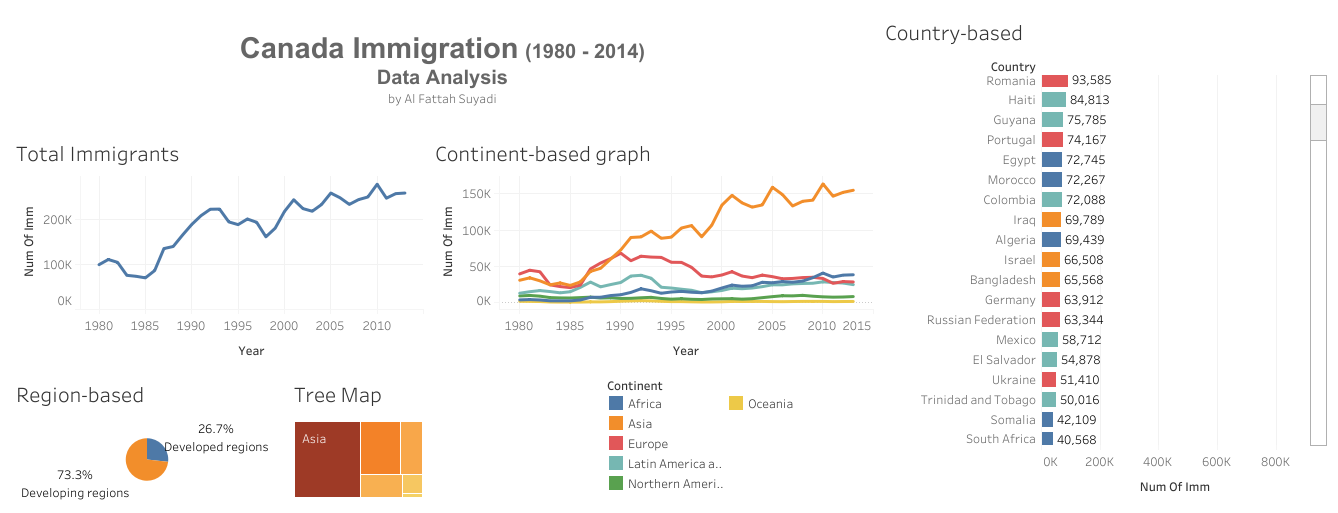 Canada Immigration (1980 - 2014)
Data Analysis
by Al Fattah Suyadi
Total Immigrants
Num Of Imm
200K
100K
0K
1980 1985 1990 1995 2000 2005 2010
Year
Continent-based graph
Num Of Imm
150K
100K
50K
0K
1980 1985 1990 1995 2000 2005 2010 2015
Year
Region-based
26.7%
Developed regions
73.3%
Developing regions
Tree Map
Asia
Continent
Africa
Asia
Europe
Latin America a..
Northern Ameri..
Oceania
Country-based
Country
Romania 93,585
Haiti 84,813
Guyana 75,785
Portugal 74,167
Egypt 72,745
Morocco 72,267
Colombia 72,088
Iraq 69,789
Algeria 69,439
Israel 66,508
Bangladesh 65,568
Germany 63,912
Russian Federation 63,344
Mexico 58,712
El Salvador 54,878
Ukraine 51,410
Trinidad and Tobago 50,016
Somalia 42,109
South Africa 40,568
0K 200K 400K 600K 800K
Num Of Imm